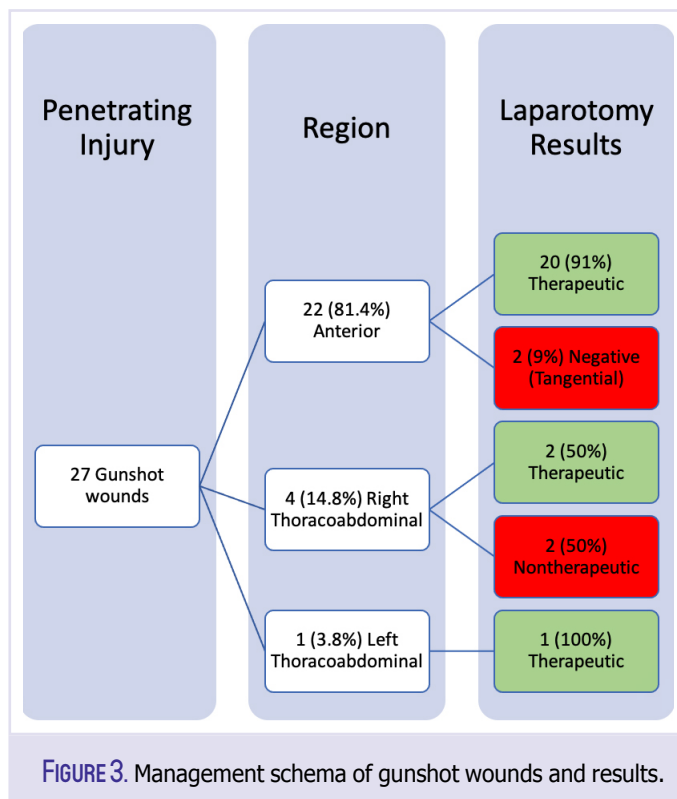 Penetrating
Injury
Region
Laparotomy
Results
27 Gunshot
wounds
22 (81.4%)
Anterior
20 (91%)
Therapeutic
2 (9%) Negative
(Tangential)
4 (14.8%) Right
Thoracoabdominal
2 (50%)
Therapeutic
2 (50%)
Nontherapeutic
1 (3.8%) Left
Thoracoabdominal
1 (100%)
Therapeutic
FIGURE 3. Management schema of gunshot wounds and results.